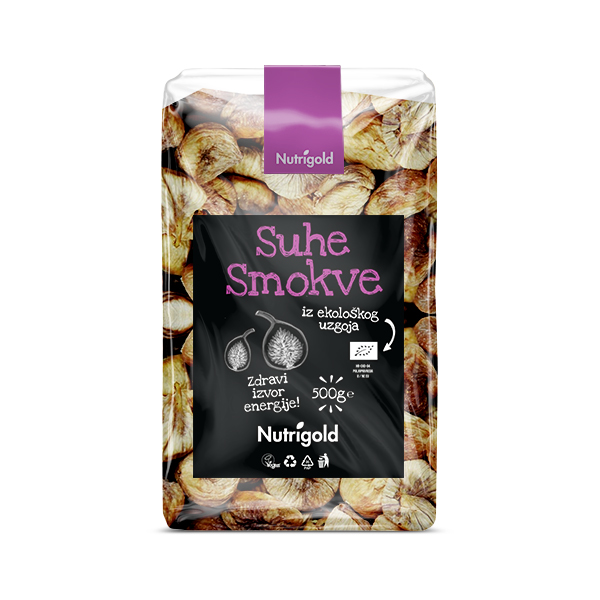 Nutrigold
Suhe
Smokve
iz ekološkog
uzgoja
Zdravi
izvor
energije!
500g℮
Nutrigold